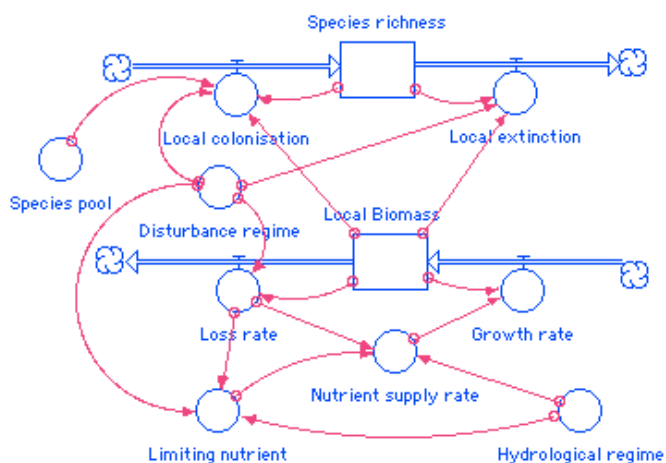 Species richness
Local colonisation
Local extinction
Species pool
Disturbance regime
Local Biomass
Loss rate
Growth rate
Nutrient supply rate
Limiting nutrient
Hydrological regime